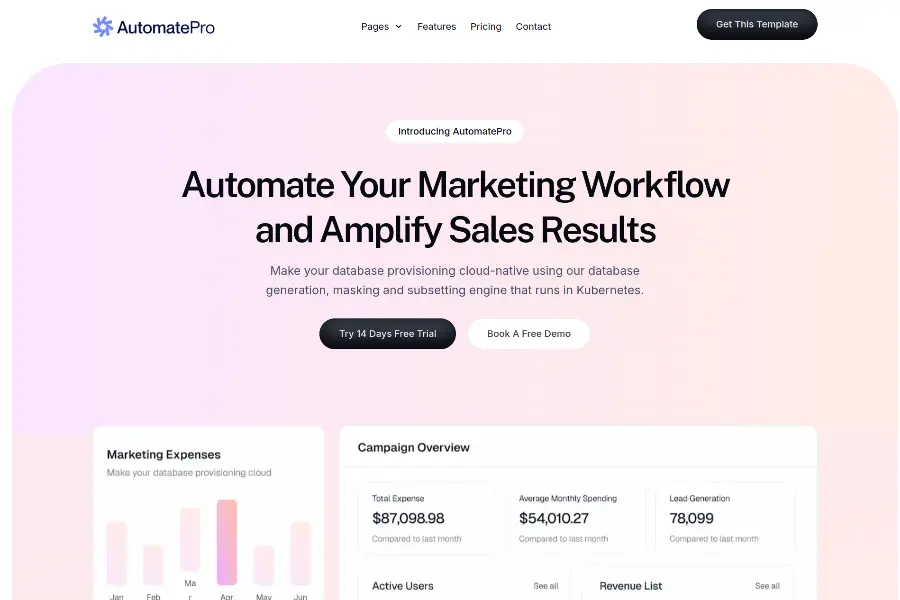 AutomatePro
Pages
Features
Pricing
Contact
Get This Template
Introducing AutomatePro
Automate Your Marketing Workflow
and Amplify Sales Results
Make your database provisioning cloud-native using our database
generation, masking and subsetting engine that runs in Kubernetes.
Try 14 Days Free Trial
Book A Free Demo
Marketing Expenses
Make your database provisioning cloud
Ma
r
Jan
Feb
Apr
May
Jun
Campaign Overview
Total Expense
$87,098.98
Compared to last month
Average Monthly Spending
$54,010.27
Compared to last month
Lead Generation
78,099
Compared to last month
Active Users
See all
Revenue List
See all